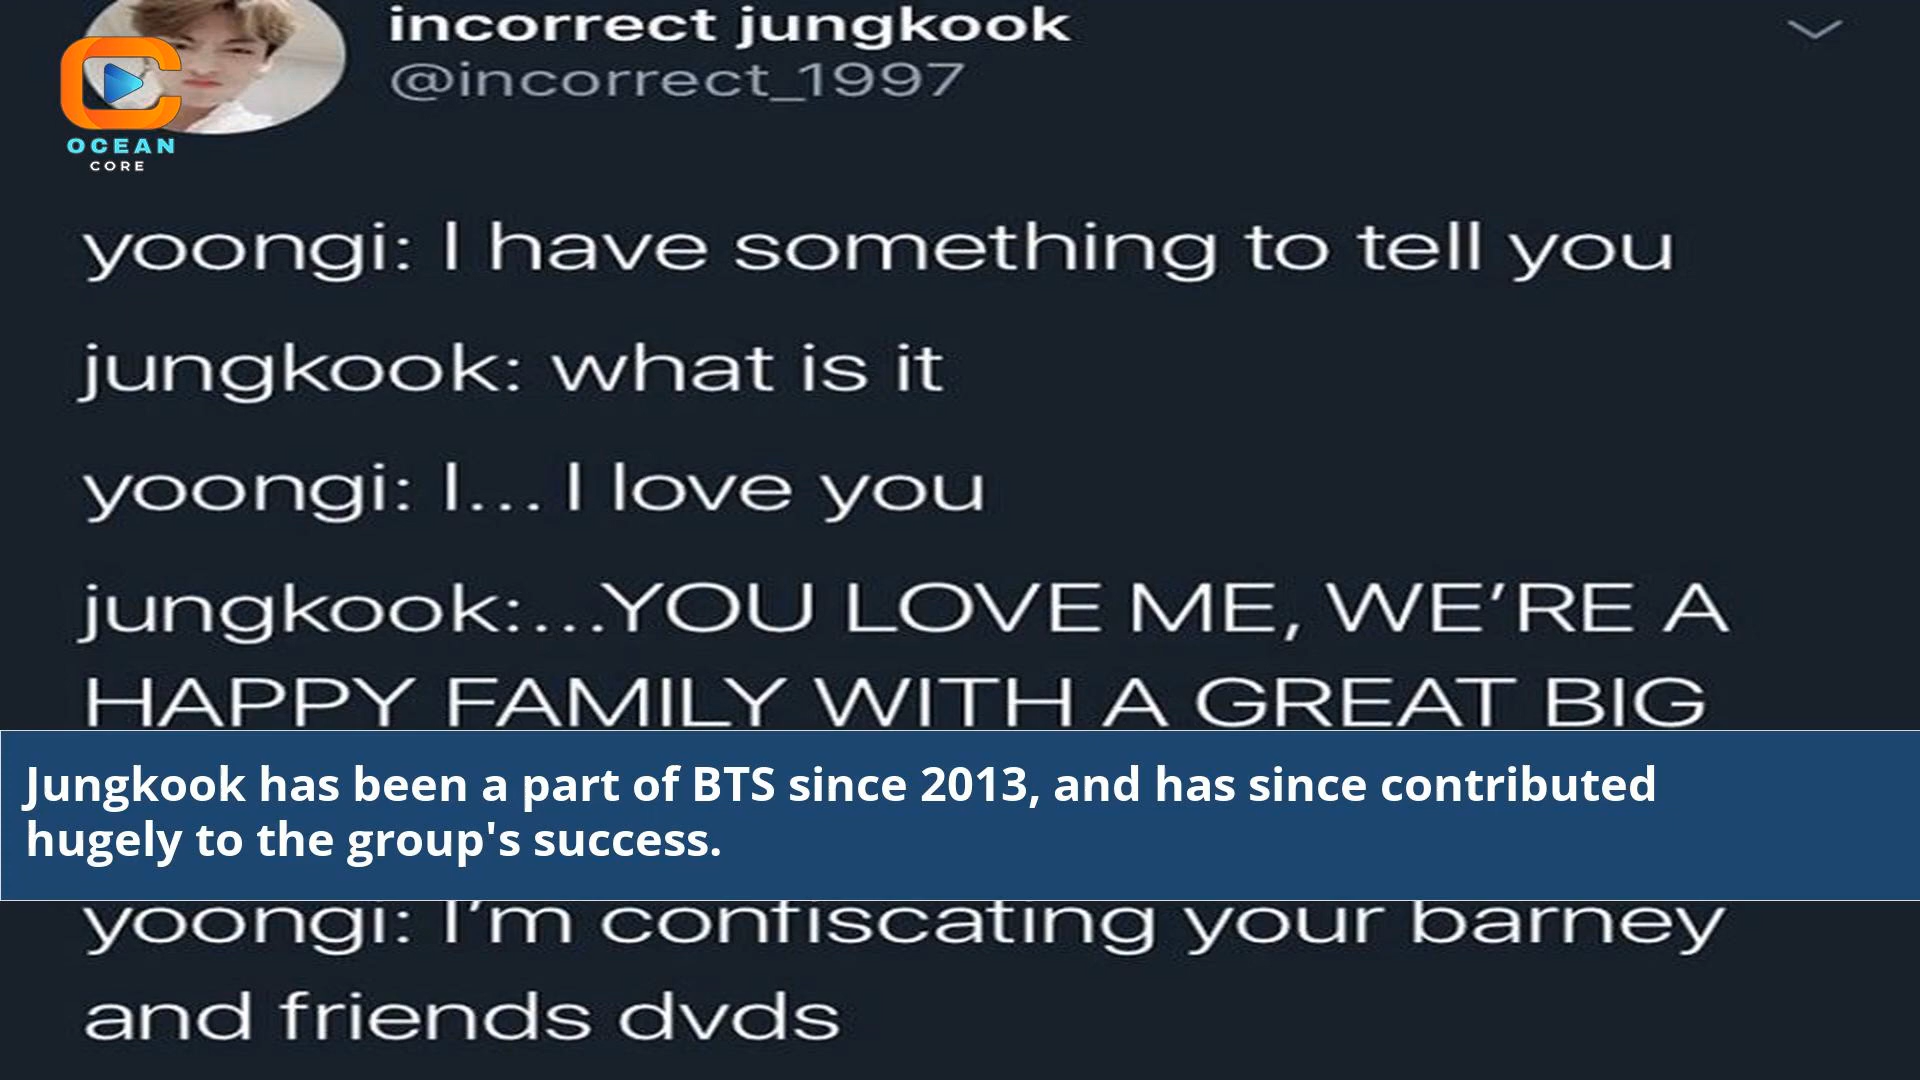 incorrect jungkook
@incorrect_1997
OCEAN
CORE
yoongi: I have something to tell you
jungkook: what is it
yoongi: I... I love you
jungkook:...YOU LOVE ME, WE’RE A
HAPPY FAMILY WITH A GREAT BIG
Jungkook has been a part of BTS since 2013, and has since contributed
hugely to the group's success.
yoongi: I’m confiscating your barney
and friends dvds